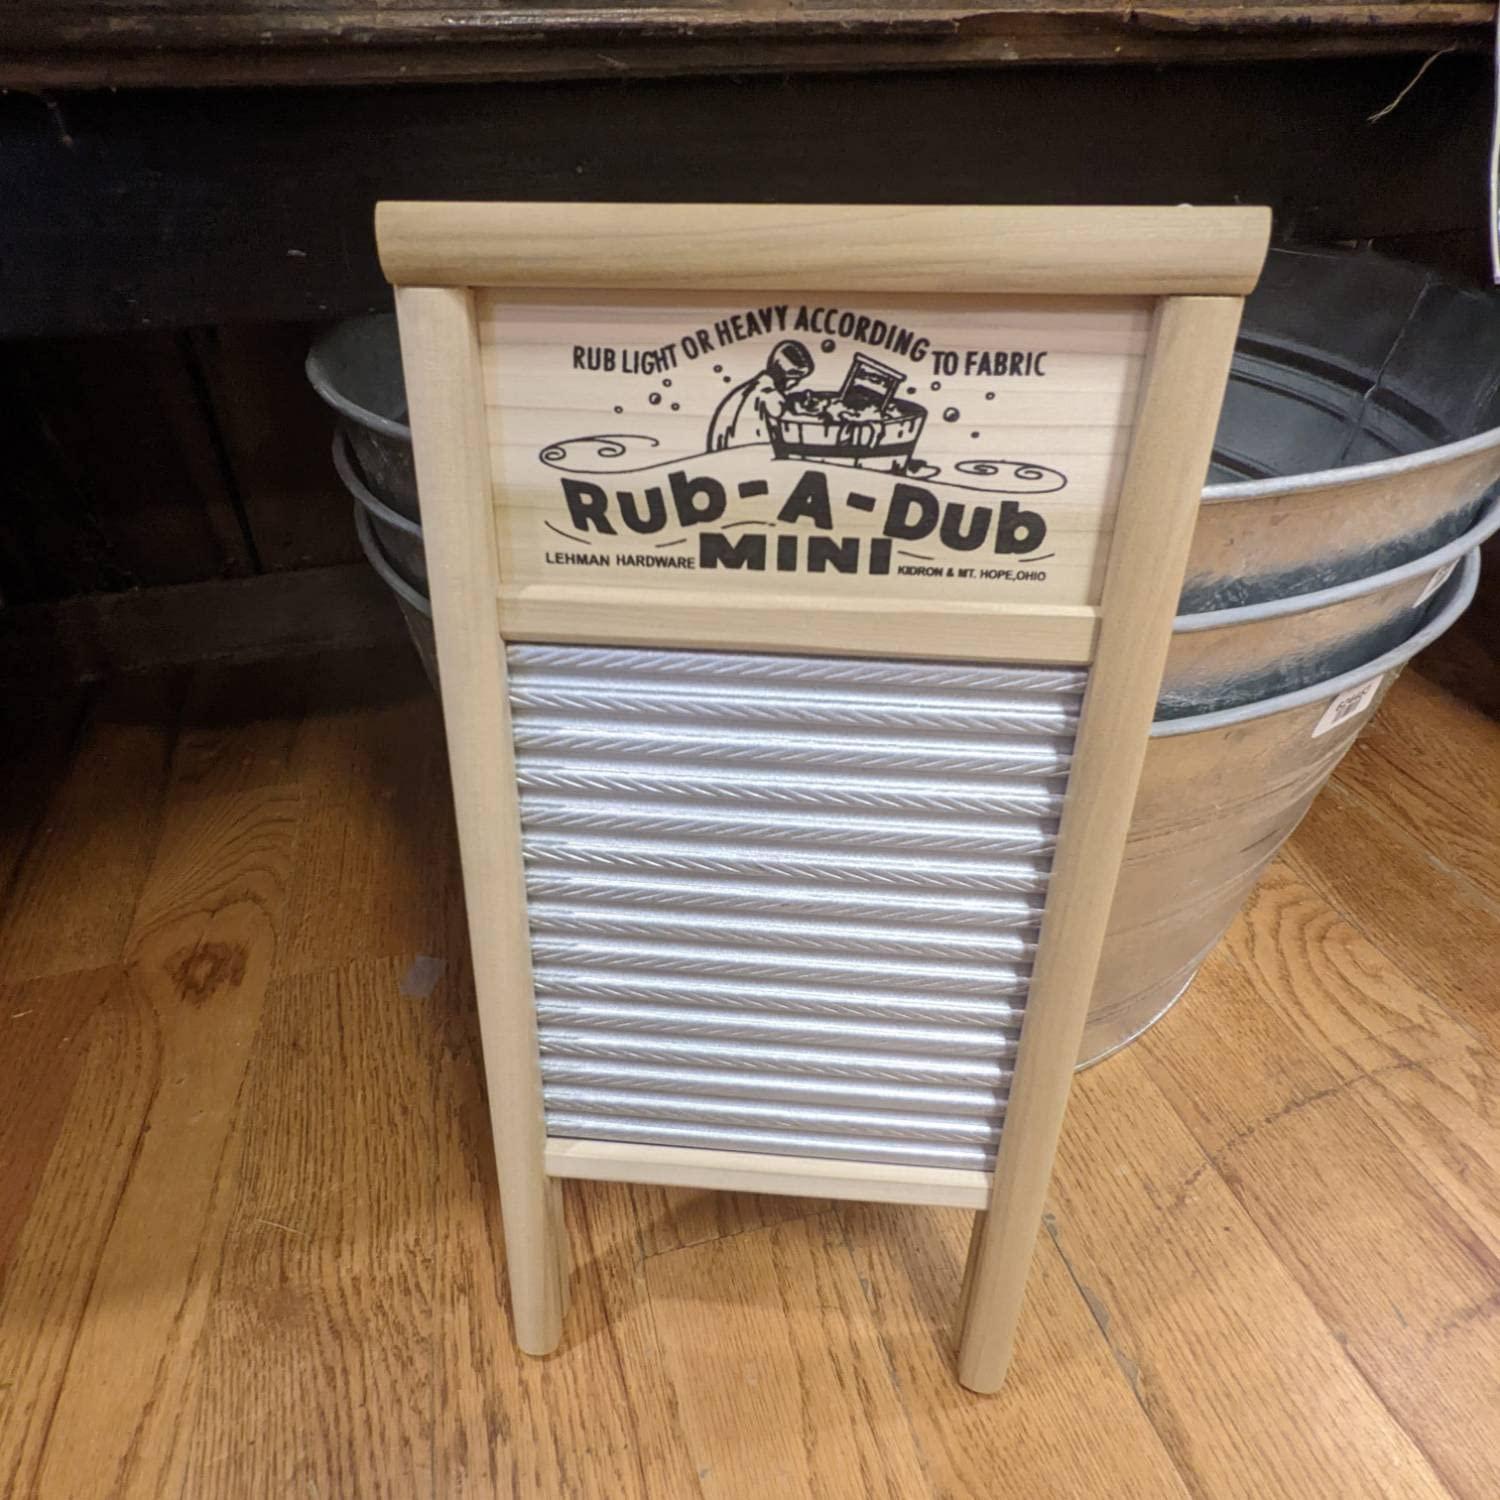 RUB LIGHT OR HEAVY ACCORDING TO FABRIC
RUB-A-DUB
MINI
LEHMAN HARDWARE
KIDRON & MT. HOPE,OHIO